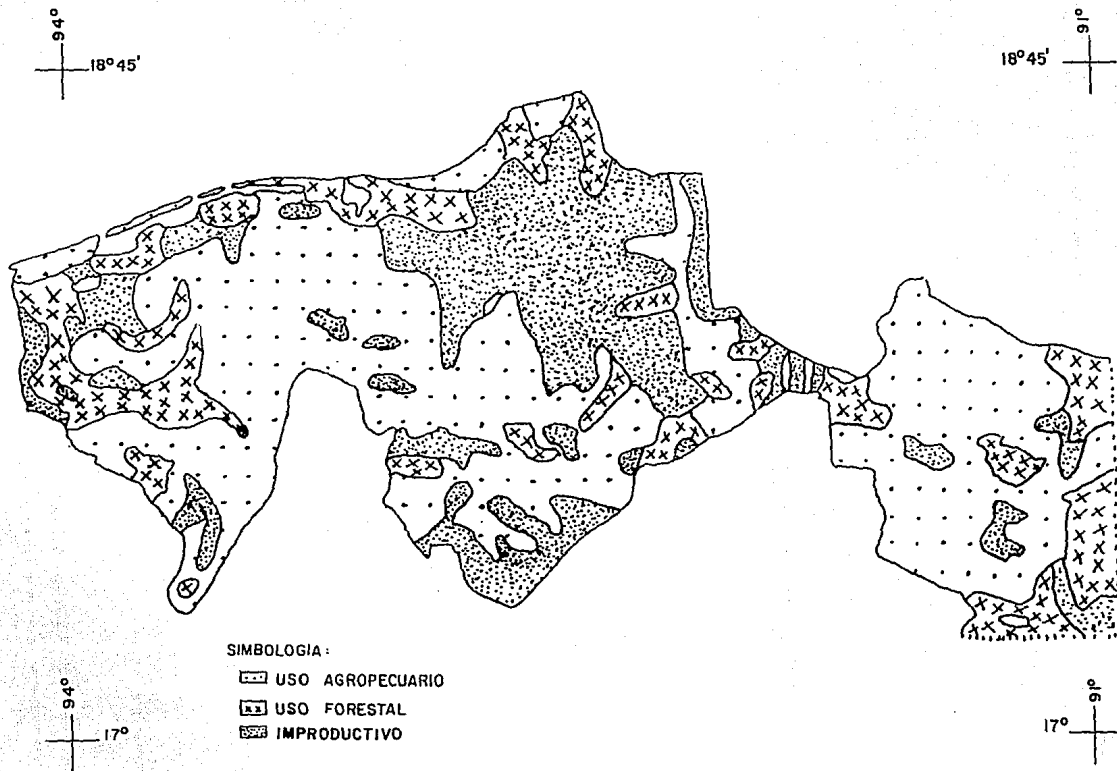 94°
18°45'
91°
18°45'
SIMBOLOGIA:
USO AGROPECUARIO
USO FORESTAL
IMPRODUCTIVO
94°
17°
91°
17°